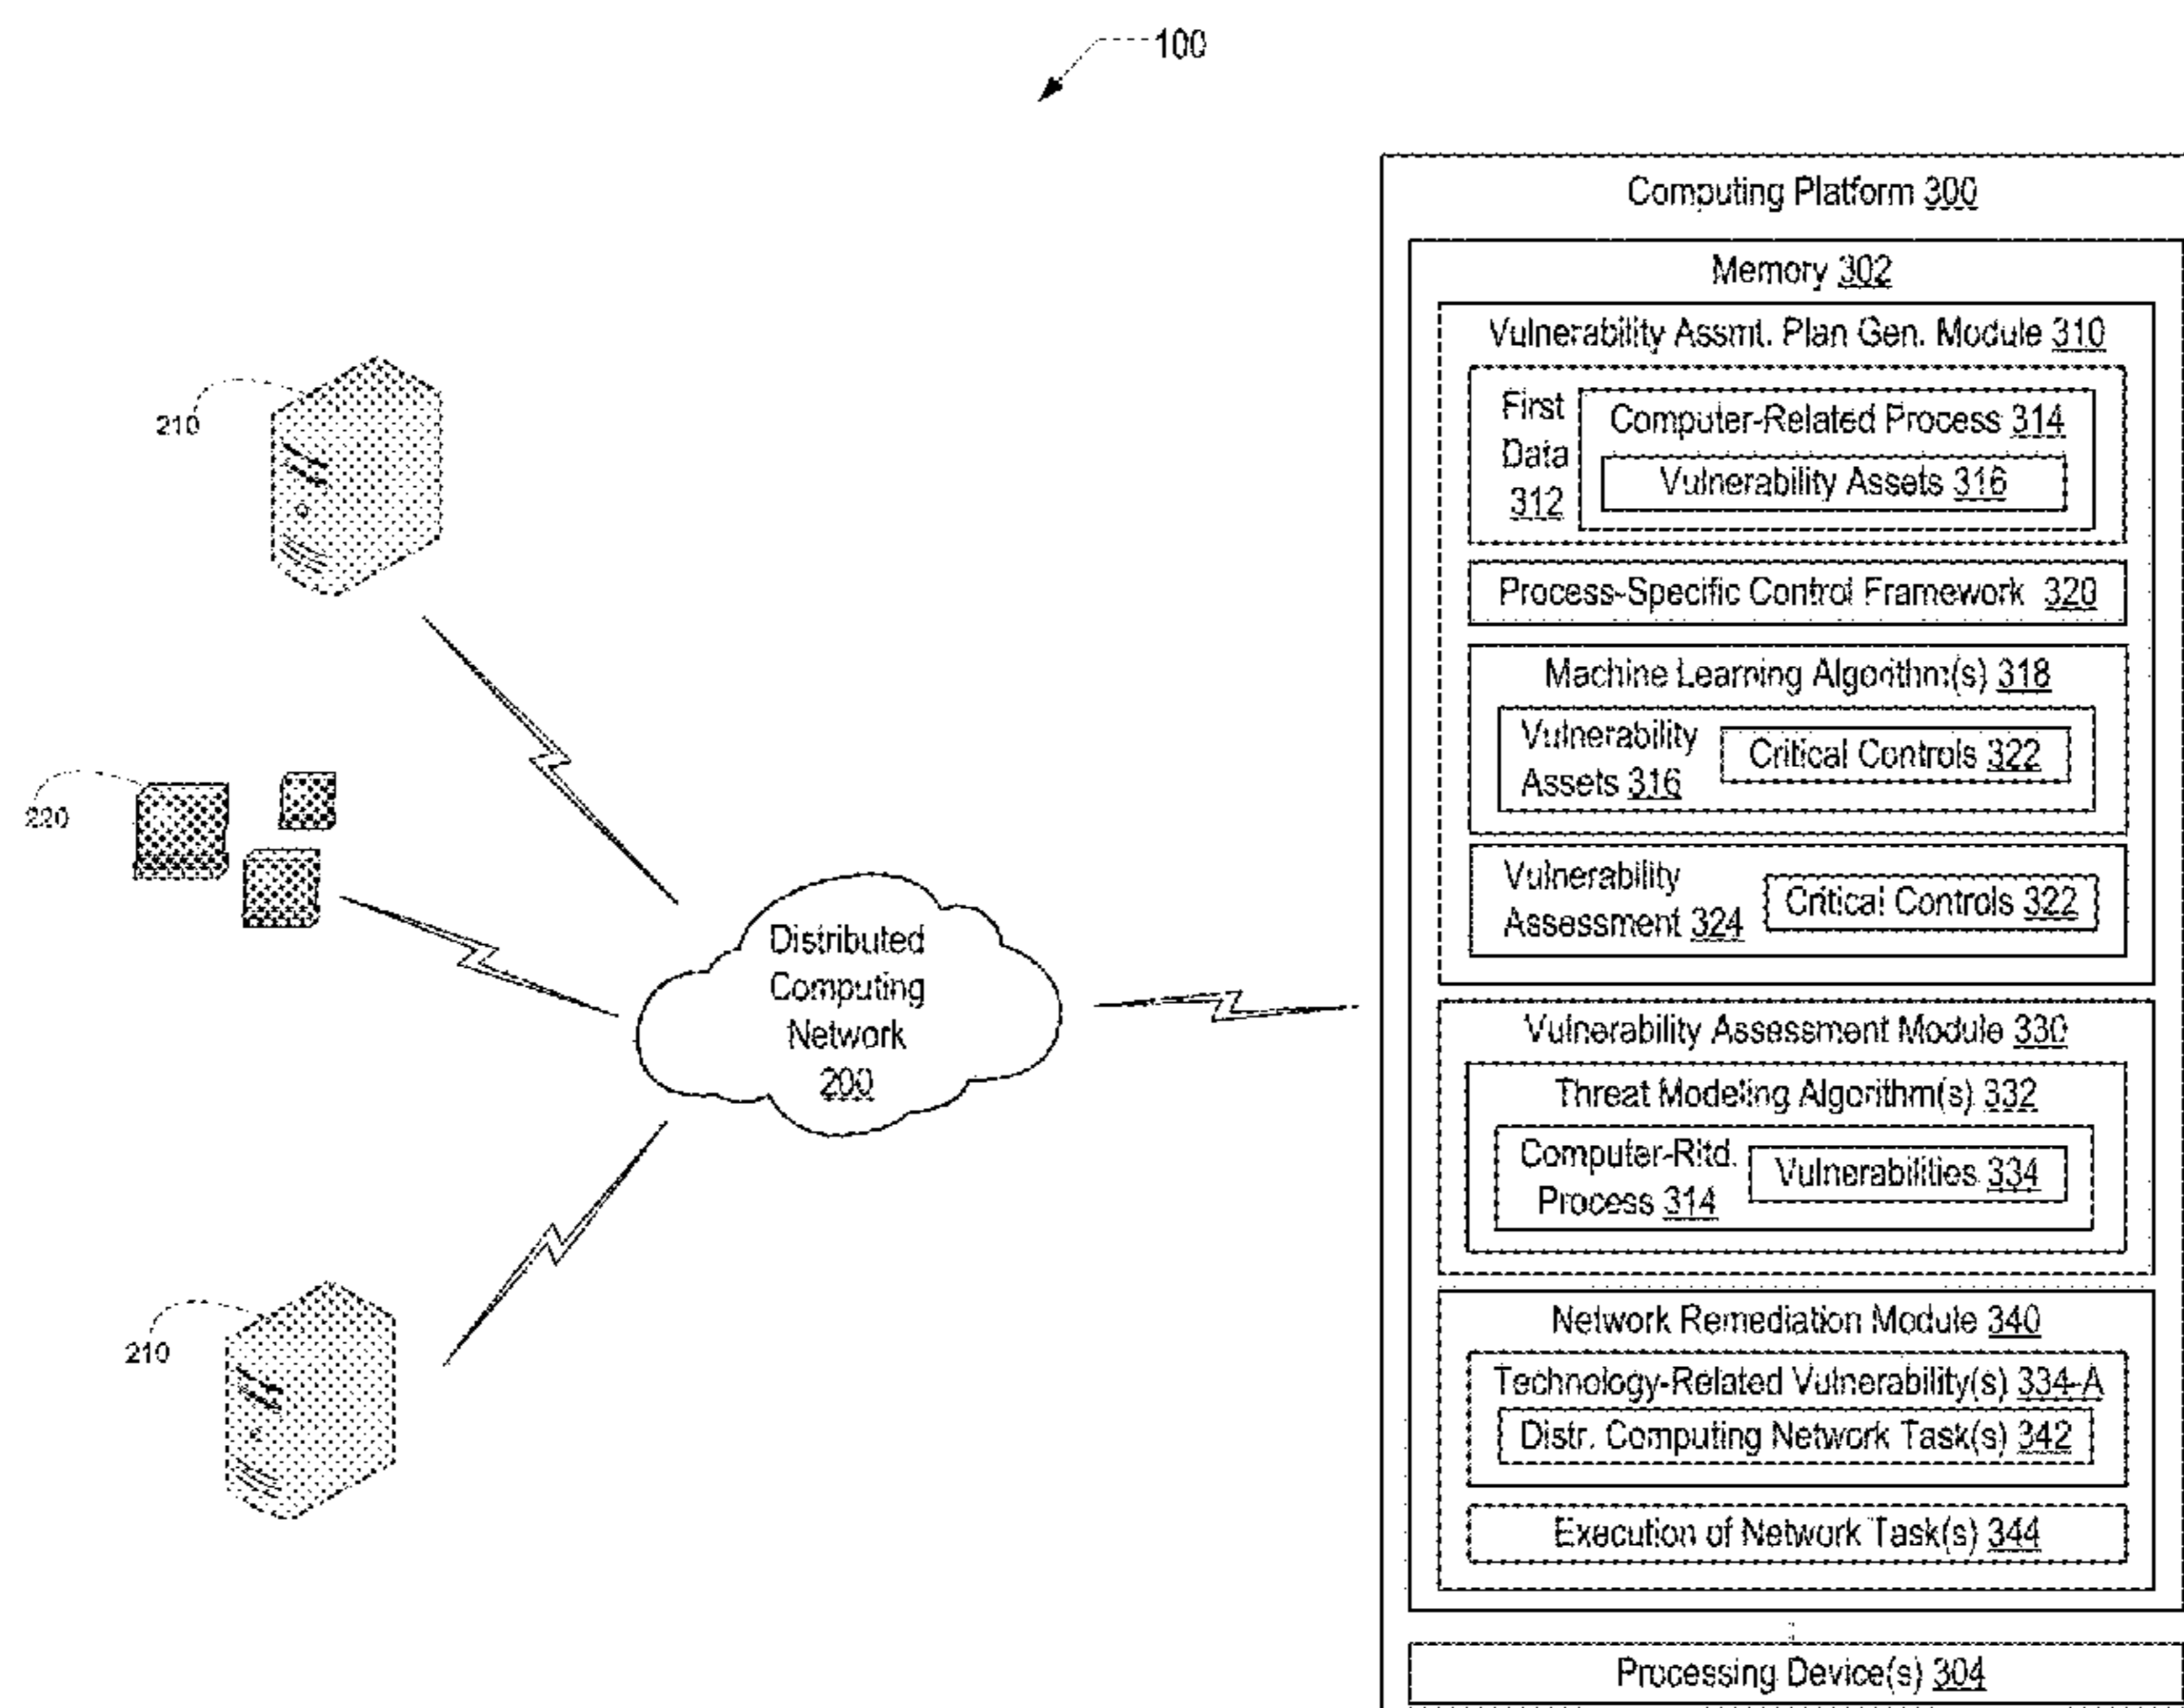 100
Computing Platform 300
Memory 302
Vulnerability Assmt. Plan Gen. Module 310
First
Data
312
Computer-Related Process 314
Vulnerability Assets 316
Process-Specific Control Framework 320
Machine Learning Algorithm(s) 318
Vulnerability
Assets 316
Critical Controls 322
Vulnerability
Assessment 324
Critical Controls 322
Vulnerability Assessment Module 330
Threat Modeling Algorithm(s) 332
Computer-Rltd.
Process 314
Vulnerabilities 334
Network Remediation Module 340
Technology-Related Vulnerability(s) 334-A
Distr. Computing Network Task(s) 342
Execution of Network Task(s) 344
Processing Device(s) 304
210
220
Distributed
Computing
Network
200
210